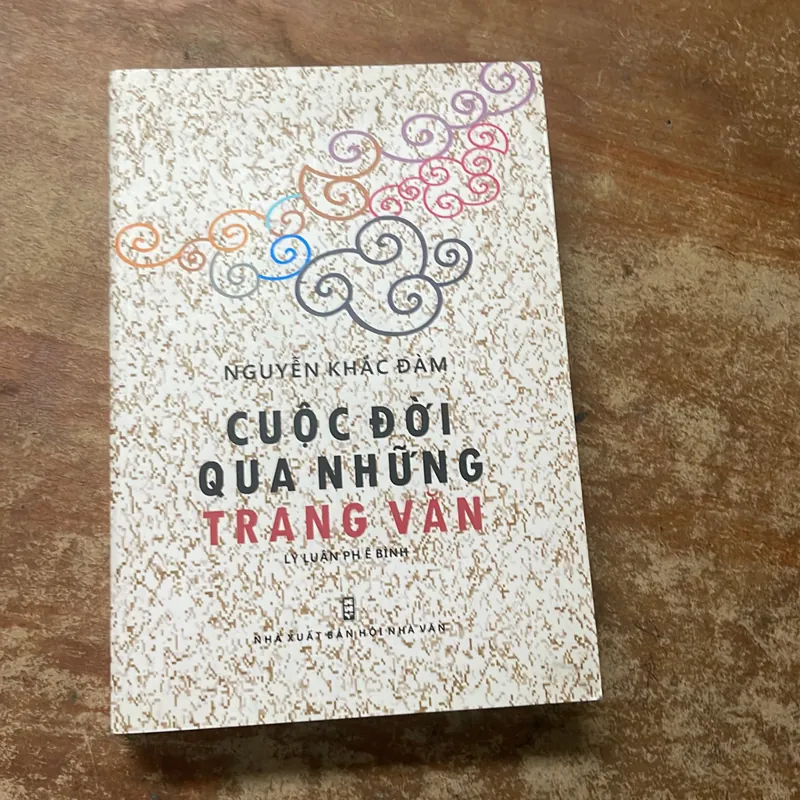 NGUYỄN KHẮC ĐÀM
CUỘC ĐỜI
QUA NHỮNG
TRANG VĂN
LÝ LUẬN PHÊ BÌNH
NHÀ XUẤT BẢN HỘI NHÀ VĂN